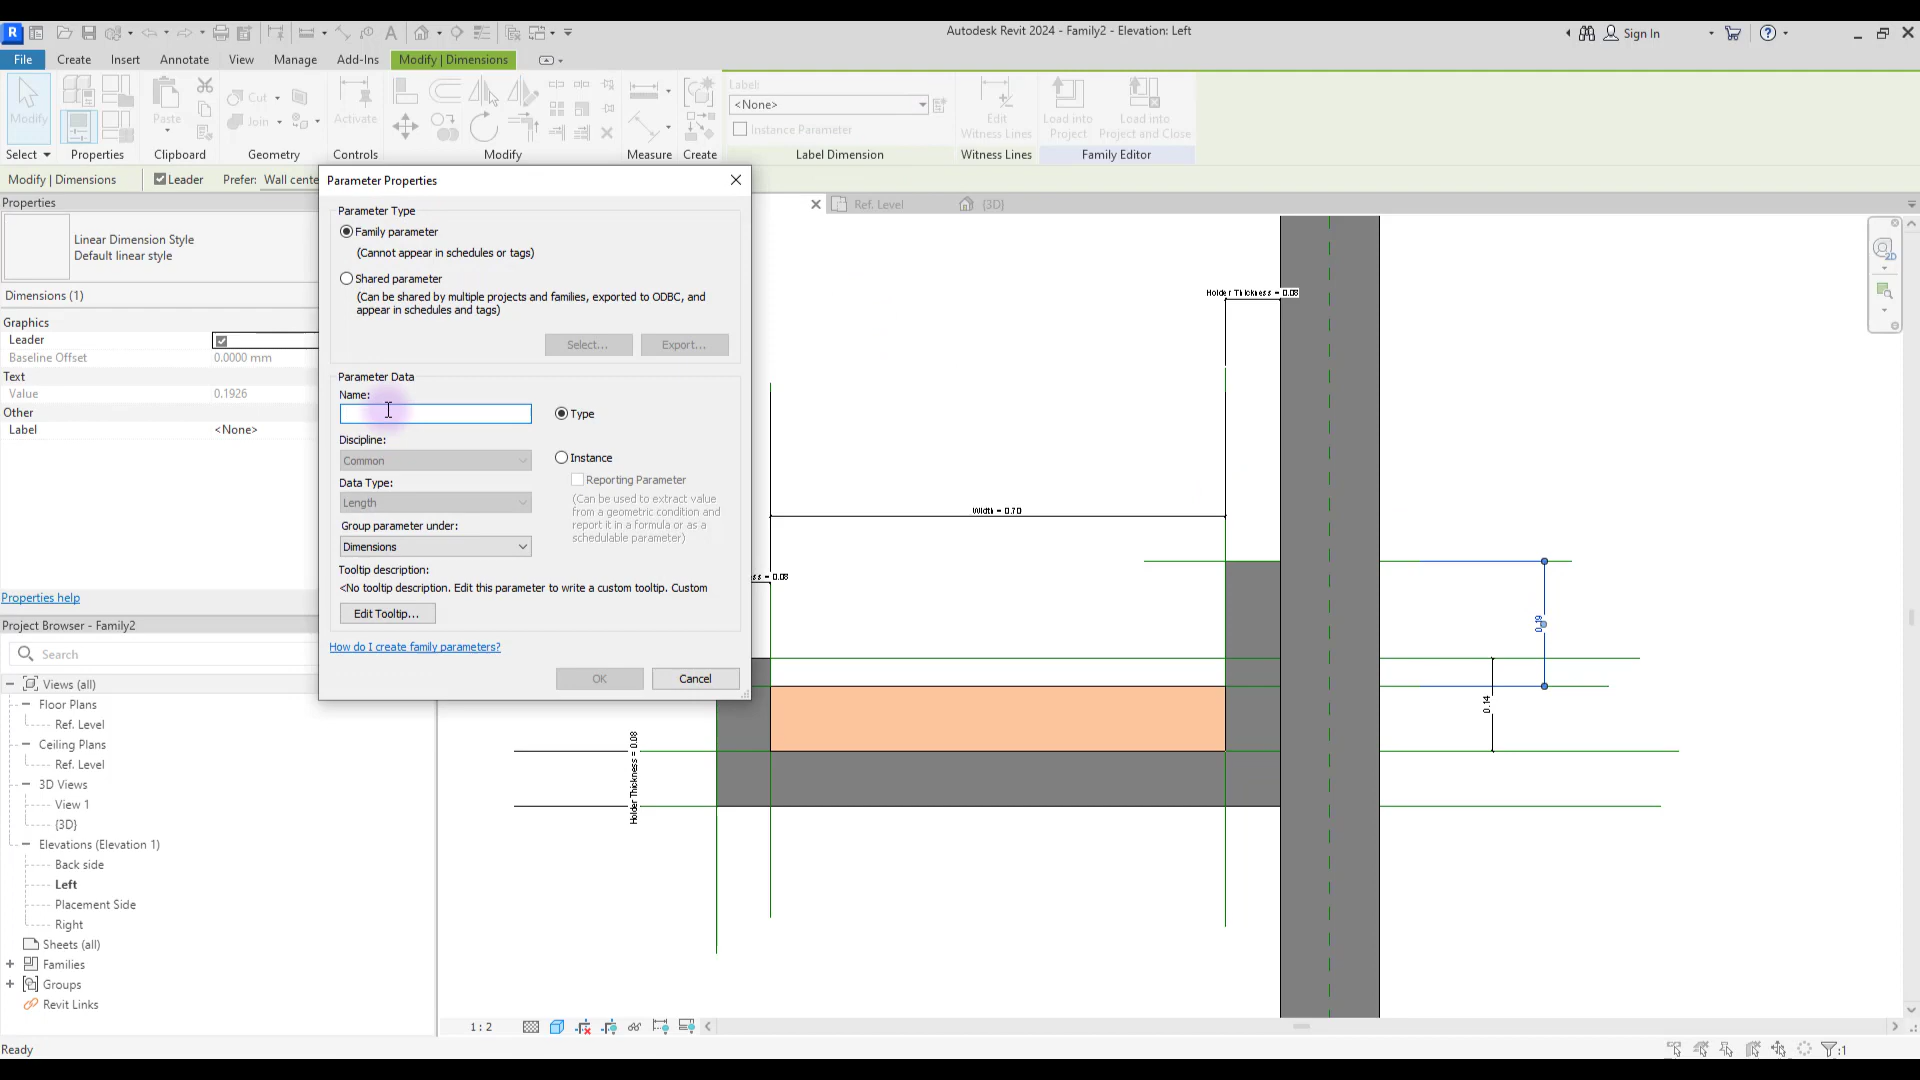 Autodesk Revit 2024 - Family2 - Elevation: Left
Sign In
File Create Insert Annotate View Manage Add-Ins Modify | Dimensions
Modify
Paste
Cut
Join
Activate
Label:
<None>
Instance Parameter
Edit
Witness Lines
Load into
Project
Load into
Project and Close
Select Properties Clipboard Geometry Controls Modify Measure Create Label Dimension Witness Lines Family Editor
Modify | Dimensions Leader Prefer: Wall cente
Properties
Linear Dimension Style
Default linear style
Dimensions (1)
Graphics
Leader
Baseline Offset 0.0000 mm
Text
Value 0.1926
Other
Label <None>
Properties help
Project Browser - Family2
Search
Views (all)
Floor Plans
Ref. Level
Ceiling Plans
Ref. Level
3D Views
View 1
{3D}
Elevations (Elevation 1)
Back side
Left
Placement Side
Right
Sheets (all)
Families
Groups
Revit Links
Ready
Parameter Properties
Parameter Type
Family parameter
(Cannot appear in schedules or tags)
Shared parameter
(Can be shared by multiple projects and families, exported to ODBC, and
appear in schedules and tags)
Select... Export...
Parameter Data
Name:
Type
Discipline:
Common
Instance
Data Type:
Reporting Parameter
Length
(Can be used to extract value
from a geometric condition and
report it in a formula or as a
schedulable parameter)
Group parameter under:
Dimensions
Tooltip description:
<No tooltip description. Edit this parameter to write a custom tooltip. Custom
Edit Tooltip...
How do I create family parameters?
OK Cancel
Ref. Level
{3D}
2D
Holder Thickness = 0.08
Width = 0.70
ss = 0.08
0.19
0.14
Holder Thickness = 0.08
1 : 2
:1